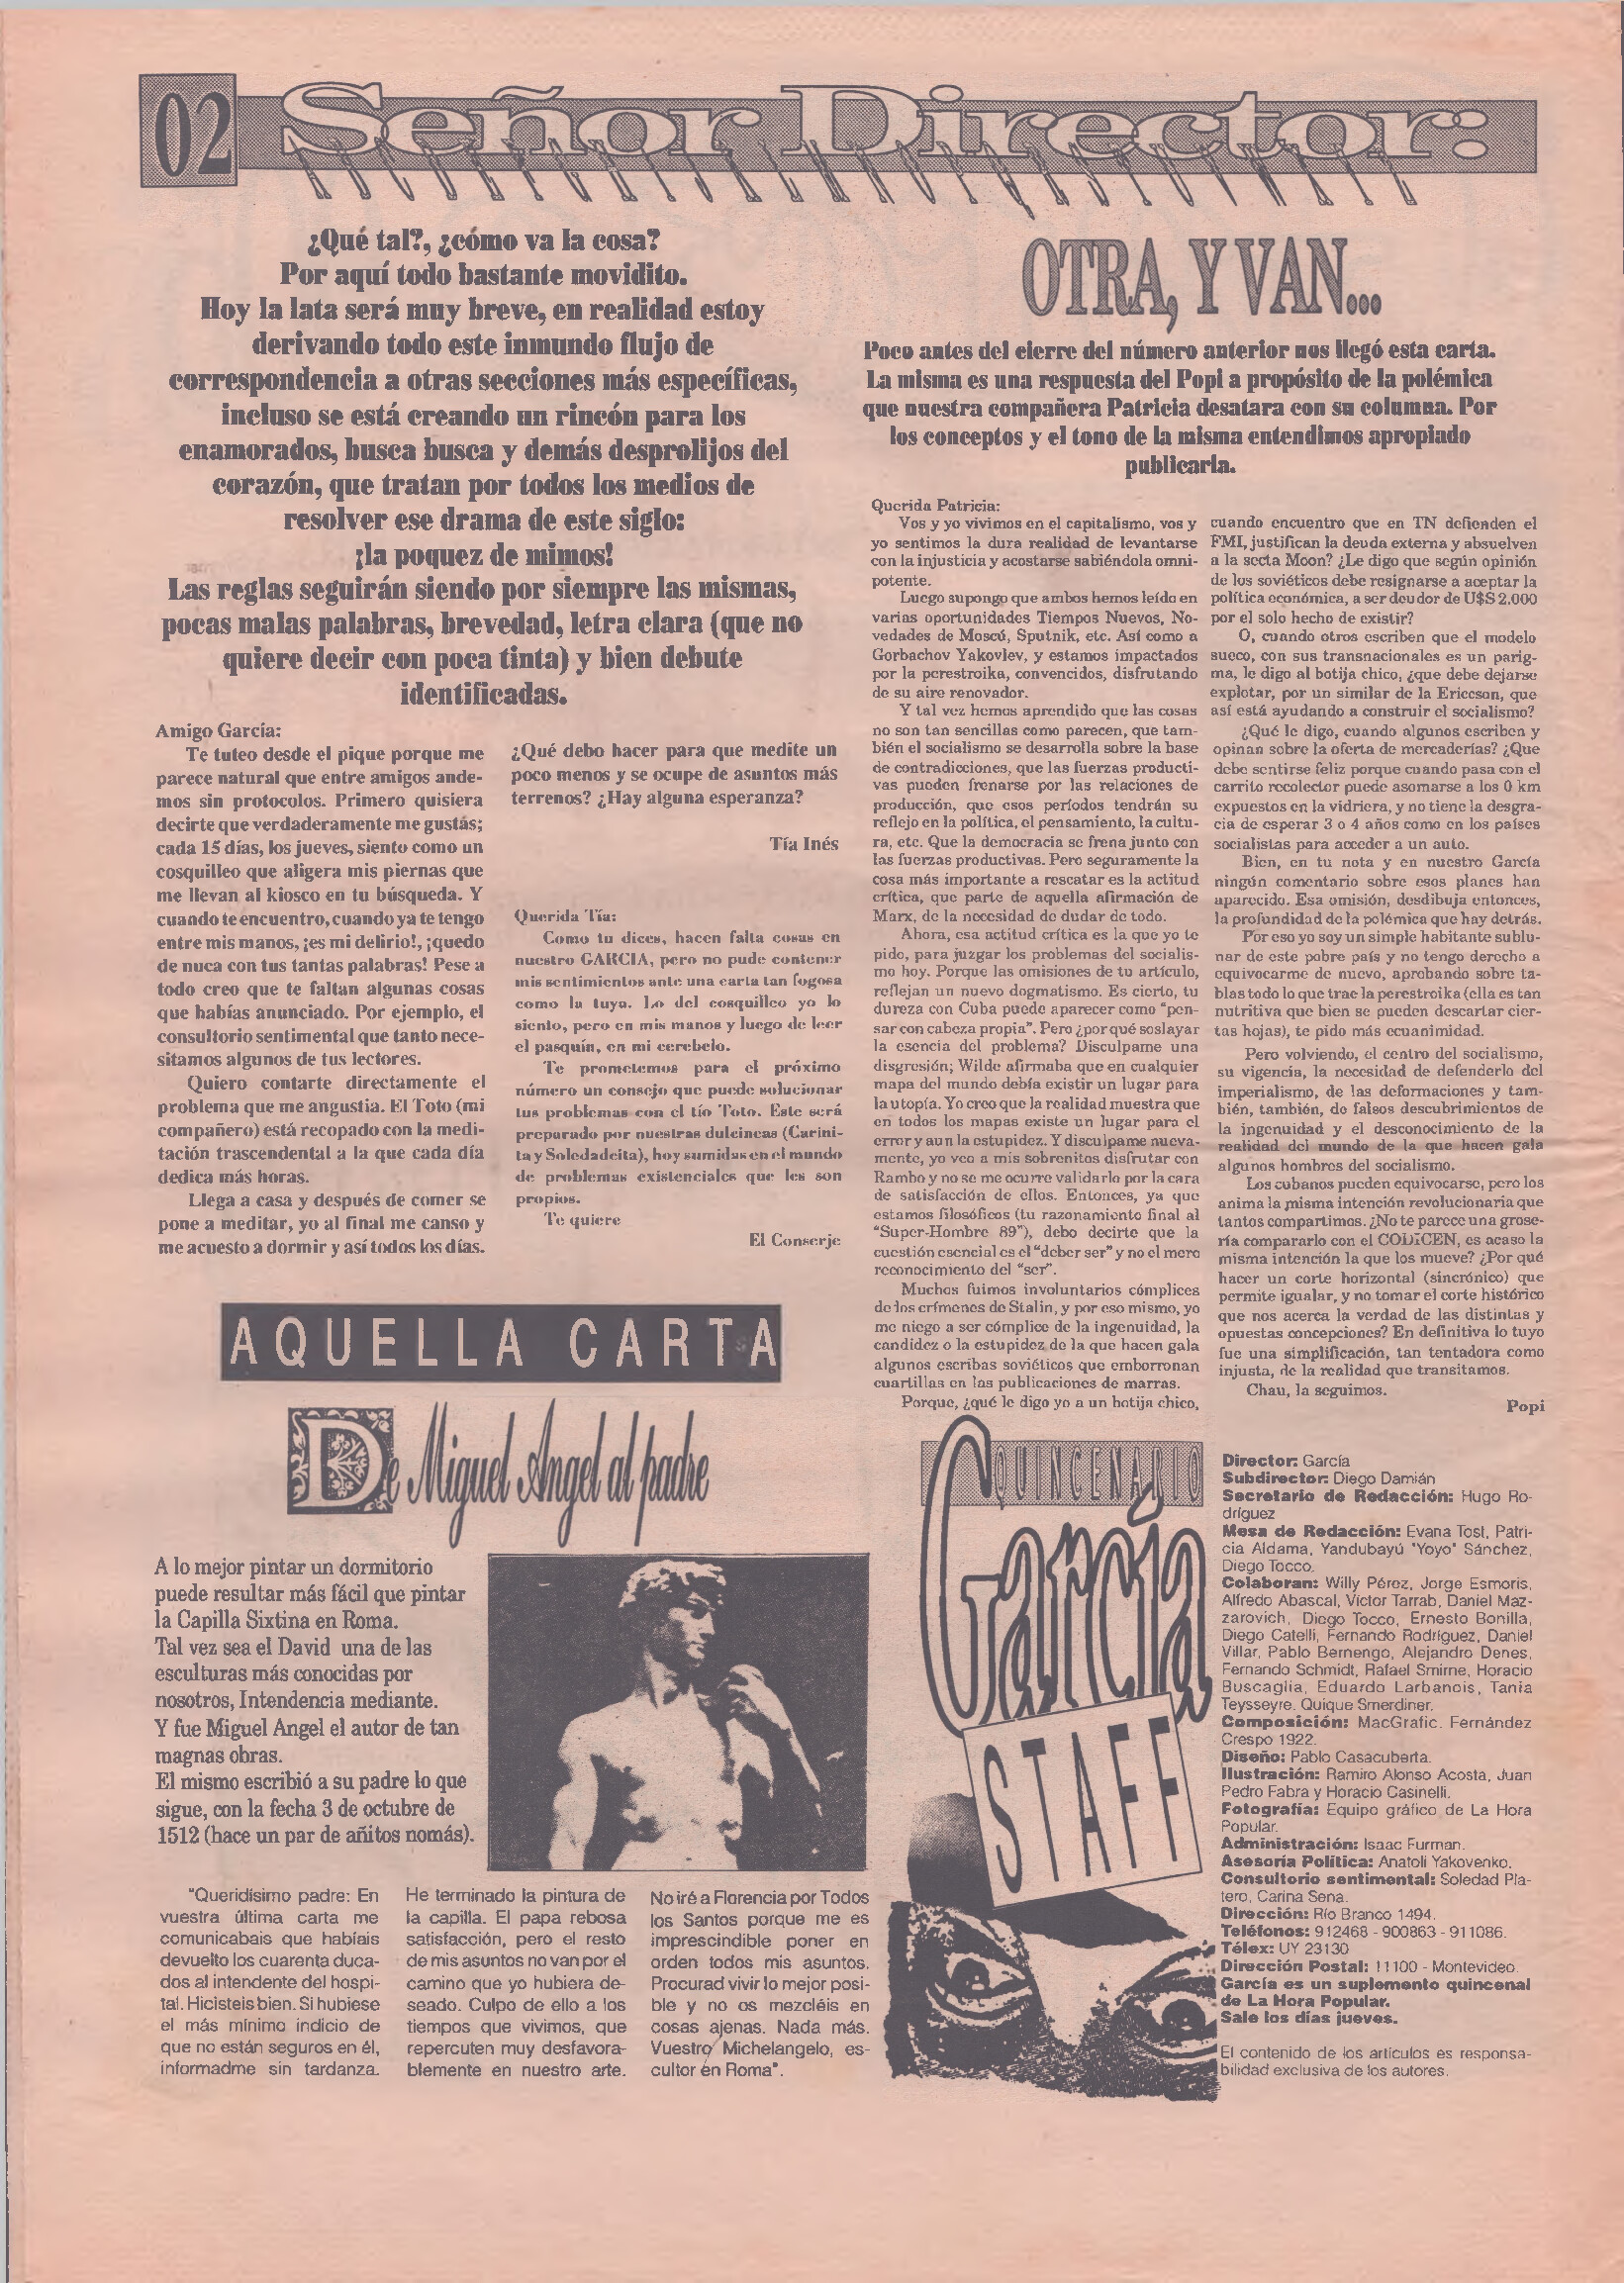 02 Señor Director:
¿Qué tal?, ¿cómo va la cosa?
Por aquí todo bastante movidito.
Hoy la lata será muy breve, en realidad estoy
derivando todo este inmundo flujo de
correspondencia a otras secciones más específicas,
incluso se está creando un rincón para los
enamorados, busca busca y demás desprolijos del
corazón, que tratan por todos los medios de
resolver ese drama de este siglo:
¡la poquez de mimos!
Las reglas seguirán siendo por siempre las mismas,
pocas malas palabras, brevedad, letra clara (que no
quiere decir con poca tinta) y bien debute
identificadas.
Amigo García:
Te tuteo desde el pique porque me
parece natural que entre amigos ande-
mos sin protocolos. Primero quisiera
decirte que verdaderamente me gustás;
cada 15 días, los jueves, siento como un
cosquilleo que aligera mis piernas que
me llevan al kiosco en tu búsqueda. Y
cuando te encuentro, cuando ya te tengo
entre mis manos, ¡es mi delirio!, ¡quedo
de nuca con tus tantas palabras! Pese a
todo creo que te faltan algunas cosas
que habías anunciado. Por ejemplo, el
consultorio sentimental que tanto nece-
sitamos algunos de tus lectores.
Quiero contarte directamente el
problema que me angustia. El Toto (mi
compañero) está recopado con la medi-
tación trascendental a la que cada día
dedica más horas.
Llega a casa y después de comer se
pone a meditar, yo al final me canso y
me acuesto a dormir y así todos los días.
¿Qué debo hacer para que medite un
poco menos y se ocupe de asuntos más
terrenos? ¿Hay alguna esperanza?
Tía Inés
Querida Tía:
Como tu dices, hacen falta cosas en
nuestro GARCIA, pero no pude contener
mis sentimientos ante una carta tan fogosa
como la tuya. Lo del cosquilleo yo lo
siento, pero en mis manos y luego de leer
el pasquín, en mi cerebelo.
Te prometemos para el próximo
número un consejo que puede solucionar
tus problemas con el tío Toto. Este será
preparado por nuestras dulcineas (Carini-
ta y Soledadcita), hoy sumidas en el mundo
de problemas existenciales que les son
propios.
Te quiere
El Conserje
AQUELLA CARTA
De Miguel Angel al padre
A lo mejor pintar un dormitorio
puede resultar más fácil que pintar
la Capilla Sixtina en Roma.
Tal vez sea el David una de las
esculturas más conocidas por
nosotros, Intendencia mediante.
Y fue Miguel Angel el autor de tan
magnas obras.
El mismo escribió a su padre lo que
sigue, con la fecha 3 de octubre de
1512 (hace un par de añitos nomás).
"Queridísimo padre: En
vuestra última carta me
comunicabais que habíais
devuelto los cuarenta duca-
dos al intendente del hospi-
tal. Hicisteis bien. Si hubiese
el más mínimo indicio de
que no están seguros en él,
informadme sin tardanza.
He terminado la pintura de
la capilla. El papa rebosa
satisfacción, pero el resto
de mis asuntos no van por el
camino que yo hubiera de-
seado. Culpo de ello a los
tiempos que vivimos, que
repercuten muy desfavora-
blemente en nuestro arte.
No iré a Florencia por Todos
los Santos porque me es
imprescindible poner en
orden todos mis asuntos.
Procurad vivir lo mejor posi-
ble y no os mezcléis en
cosas ajenas. Nada más.
Vuestro Michelangelo, es-
cultor en Roma".
OTRA, Y VAN...
Poco antes del cierre del número anterior nos llegó esta carta.
La misma es una respuesta del Popi a propósito de la polémica
que nuestra compañera Patricia desatara con su columna. Por
los conceptos y el tono de la misma entendimos apropiado
publicarla.
Querida Patricia:
Vos y yo vivimos en el capitalismo, vos y
yo sentimos la dura realidad de levantarse
con la injusticia y acostarse sabiéndola omni-
potente.
Luego supongo que ambos hemos leído en
varias oportunidades Tiempos Nuevos, No-
vedades de Moscú, Sputnik, etc. Así como a
Gorbachov Yakovlev, y estamos impactados
por la perestroika, convencidos, disfrutando
de su aire renovador.
Y tal vez hemos aprendido que las cosas
no son tan sencillas como parecen, que tam-
bién el socialismo se desarrolla sobre la base
de contradicciones, que las fuerzas producti-
vas pueden frenarse por las relaciones de
producción, que esos períodos tendrán su
reflejo en la política, el pensamiento, la cultu-
ra, etc. Que la democracia se frena junto con
las fuerzas productivas. Pero seguramente la
cosa más importante a rescatar es la actitud
crítica, que parte de aquella afirmación de
Marx, de la necesidad de dudar de todo.
Ahora, esa actitud crítica es la que yo te
pido, para juzgar los problemas del socialis-
mo hoy. Porque las omisiones de tu artículo,
reflejan un nuevo dogmatismo. Es cierto, tu
dureza con Cuba puede aparecer como "pen-
sar con cabeza propia". Pero ¿por qué soslayar
la esencia del problema? Disculpame una
disgresión; Wilde afirmaba que en cualquier
mapa del mundo debía existir un lugar para
la utopía. Yo creo que la realidad muestra que
en todos los mapas existe un lugar para el
error y aun la estupidez. Y disculpame nueva-
mente, yo veo a mis sobrenitos disfrutar con
Rambo y no se me ocurre validarlo por la cara
de satisfacción de ellos. Entonces, ya que
estamos filosóficos (tu razonamiento final al
"Super-Hombre 89"), debo decirte que la
cuestión esencial es el "deber ser" y no el mero
reconocimiento del "ser".
Muchos fuimos involuntarios cómplices
de los crímenes de Stalin, y por eso mismo, yo
me niego a ser cómplice de la ingenuidad, la
candidez o la estupidez de la que hacen gala
algunos escribas soviéticos que emborronan
cuartillas en las publicaciones de marras.
Porque, ¿qué le digo yo a un botija chico,
cuando encuentro que en TN defienden el
FMI, justifican la deuda externa y absuelven
a la secta Moon? ¿Le digo que según opinión
de los soviéticos debe resignarse a aceptar la
política económica, a ser deudor de U$S 2.000
por el solo hecho de existir?
O, cuando otros escriben que el modelo
sueco, con sus transnacionales es un parig-
ma, le digo al botija chico, ¿que debe dejarse
explotar, por un similar de la Ericcson, que
así está ayudando a construir el socialismo?
¿Qué le digo, cuando algunos escriben y
opinan sobre la oferta de mercaderías? ¿Que
debe sentirse feliz porque cuando pasa con el
carrito recolector puede asomarse a los 0 km
expuestos en la vidriera, y no tiene la desgra-
cia de esperar 3 o 4 años como en los países
socialistas para acceder a un auto.
Bien, en tu nota y en nuestro García
ningún comentario sobre esos planes han
aparecido. Esa omisión, desdibuja entonces,
la profundidad de la polémica que hay detrás.
Por eso yo soy un simple habitante sublu-
nar de este pobre país y no tengo derecho a
equivocarme de nuevo, aprobando sobre ta-
blas todo lo que trae la perestroika (ella es tan
nutritiva que bien se pueden descartar cier-
tas hojas), te pido más ecuanimidad.
Pero volviendo, el centro del socialismo,
su vigencia, la necesidad de defenderlo del
imperialismo, de las deformaciones y tam-
bién, también, de falsos descubrimientos de
la ingenuidad y el desconocimiento de la
realidad del mundo de la que hacen gala
algunos hombres del socialismo.
Los cubanos pueden equivocarse, pero los
anima la misma intención revolucionaria que
tantos compartimos. ¿No te parece una grose-
ría compararlo con el CODICEN, es acaso la
misma intención la que los mueve? ¿Por qué
hacer un corte horizontal (sincrónico) que
permite igualar, y no tomar el corte histórico
que nos acerca la verdad de las distintas y
opuestas concepciones? En definitiva lo tuyo
fue una simplificación, tan tentadora como
injusta, de la realidad que transitamos.
Chau, la seguimos.
Popi
QUINCENARIO
García
STAFF
Director: García
Subdirector: Diego Damián
Secretario de Redacción: Hugo Ro-
dríguez
Mesa de Redacción: Evana Tost, Patri-
cia Aldama, Yandubayú "Yoyo" Sánchez,
Diego Tocco.
Colaboran: Willy Pérez, Jorge Esmoris,
Alfredo Abascal, Víctor Tarrab, Daniel Maz-
zarovich, Diego Tocco, Ernesto Bonilla,
Diego Catelli, Fernando Rodríguez, Daniel
Villar, Pablo Bernengo, Alejandro Denes,
Fernando Schmidt, Rafael Smirne, Horacio
Buscaglia, Eduardo Larbanois, Tania
Teysseyre. Quique Smerdiner.
Composición: MacGrafic. Fernández
Crespo 1922.
Diseño: Pablo Casacuberta.
Ilustración: Ramiro Alonso Acosta, Juan
Pedro Fabra y Horacio Casinelli.
Fotografía: Equipo gráfico de La Hora
Popular.
Administración: Isaac Furman.
Asesoría Política: Anatoli Yakovenko.
Consultorio sentimental: Soledad Pla-
tero, Carina Sena.
Dirección: Río Branco 1494.
Teléfonos: 912468 - 900863 - 911086.
Télex: UY 23130
Dirección Postal: 11100 - Montevideo.
García es un suplemento quincenal
de La Hora Popular.
Sale los días jueves.
El contenido de los artículos es responsa-
bilidad exclusiva de los autores.